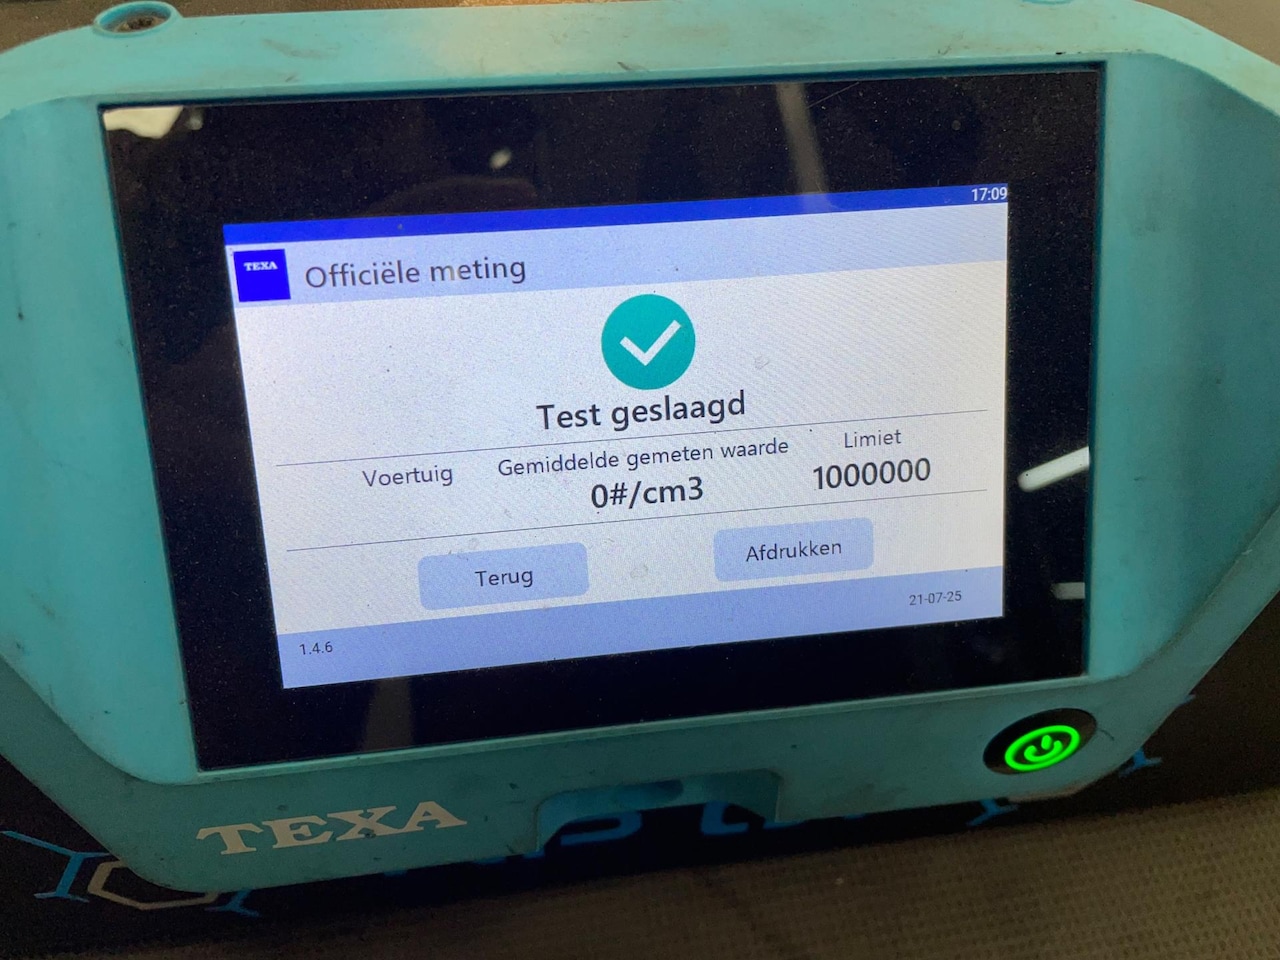 17:09
TEXA
Officiële meting
Test geslaagd
Voertuig
Gemiddelde gemeten waarde
0#/cm3
Limiet
1000000
Terug
Afdrukken
1.4.6
21-07-25
TEXA